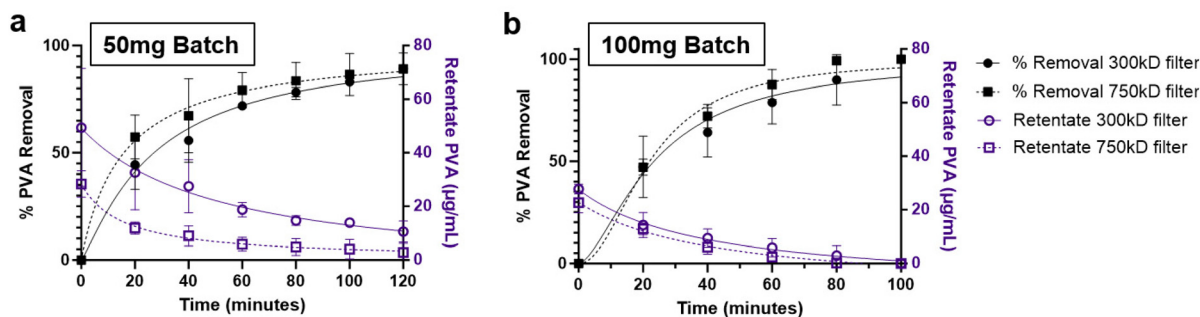 a
50mg Batch
% PVA Removal
100
50
0
80
60
40
20
0
Retentate PVA (µg/mL)
0 20 40 60 80 100 120
Time (minutes)
b
100mg Batch
% PVA Removal
100
50
0
80
60
40
20
0
Retentate PVA (µg/mL)
0 20 40 60 80 100
Time (minutes)
% Removal 300kD filter
% Removal 750kD filter
Retentate 300kD filter
Retentate 750kD filter